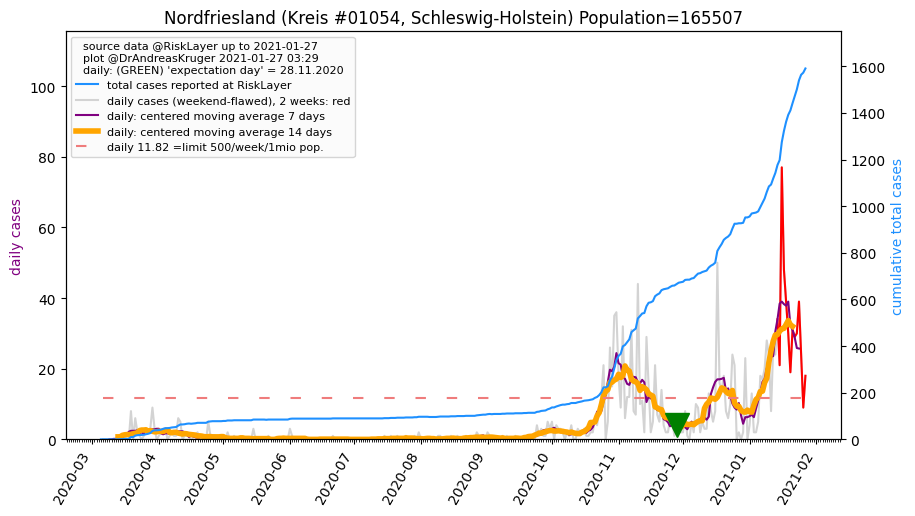 Nordfriesland (Kreis #01054, Schleswig-Holstein) Population=165507
source data @RiskLayer up to 2021-01-27
plot @DrAndreasKruger 2021-01-27 03:29
daily: (GREEN) 'expectation day' = 28.11.2020
total cases reported at RiskLayer
daily cases (weekend-flawed), 2 weeks: red
daily: centered moving average 7 days
daily: centered moving average 14 days
daily 11.82 =limit 500/week/1mio pop.
daily cases
100
80
60
40
20
0
cumulative total cases
1600
1400
1200
1000
800
600
400
200
0
2020-03
2020-04
2020-05
2020-06
2020-07
2020-08
2020-09
2020-10
2020-11
2020-12
2021-01
2021-02